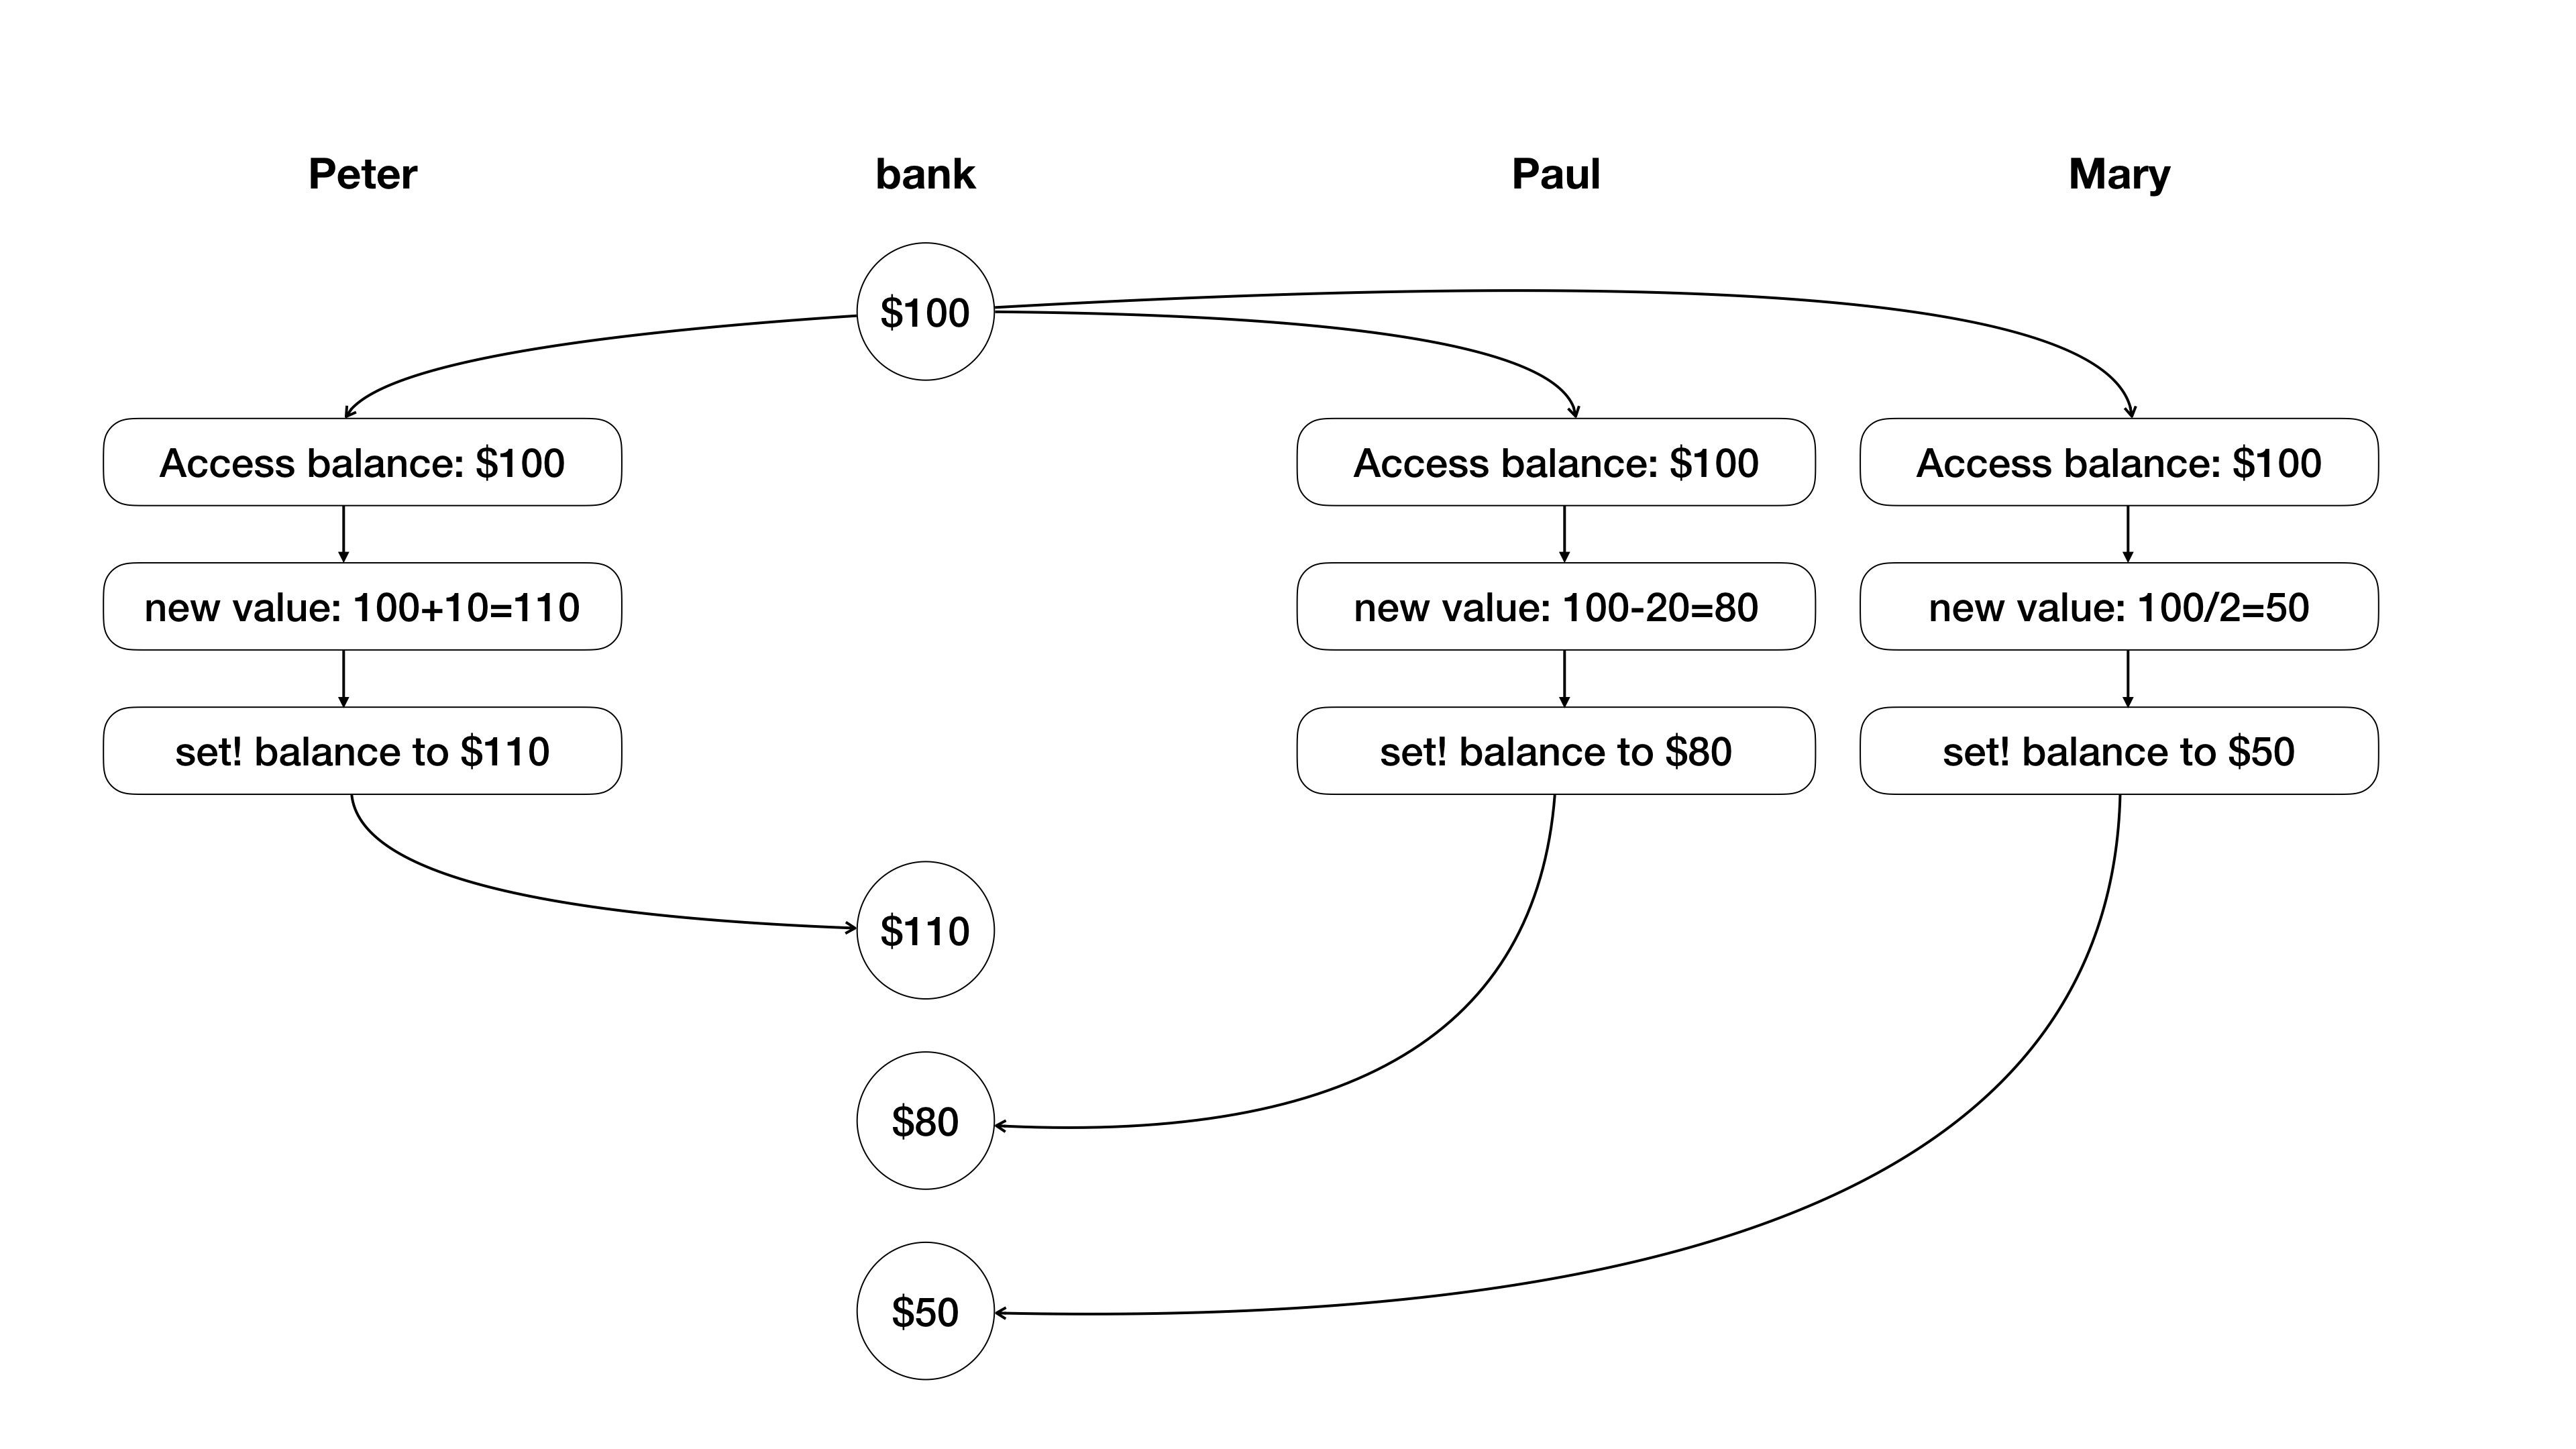 Peter
bank
Paul
Mary
$100
Access balance: $100
Access balance: $100
Access balance: $100
new value: 100+10=110
new value: 100-20=80
new value: 100/2=50
set! balance to $110
set! balance to $80
set! balance to $50
$110
$80
$50